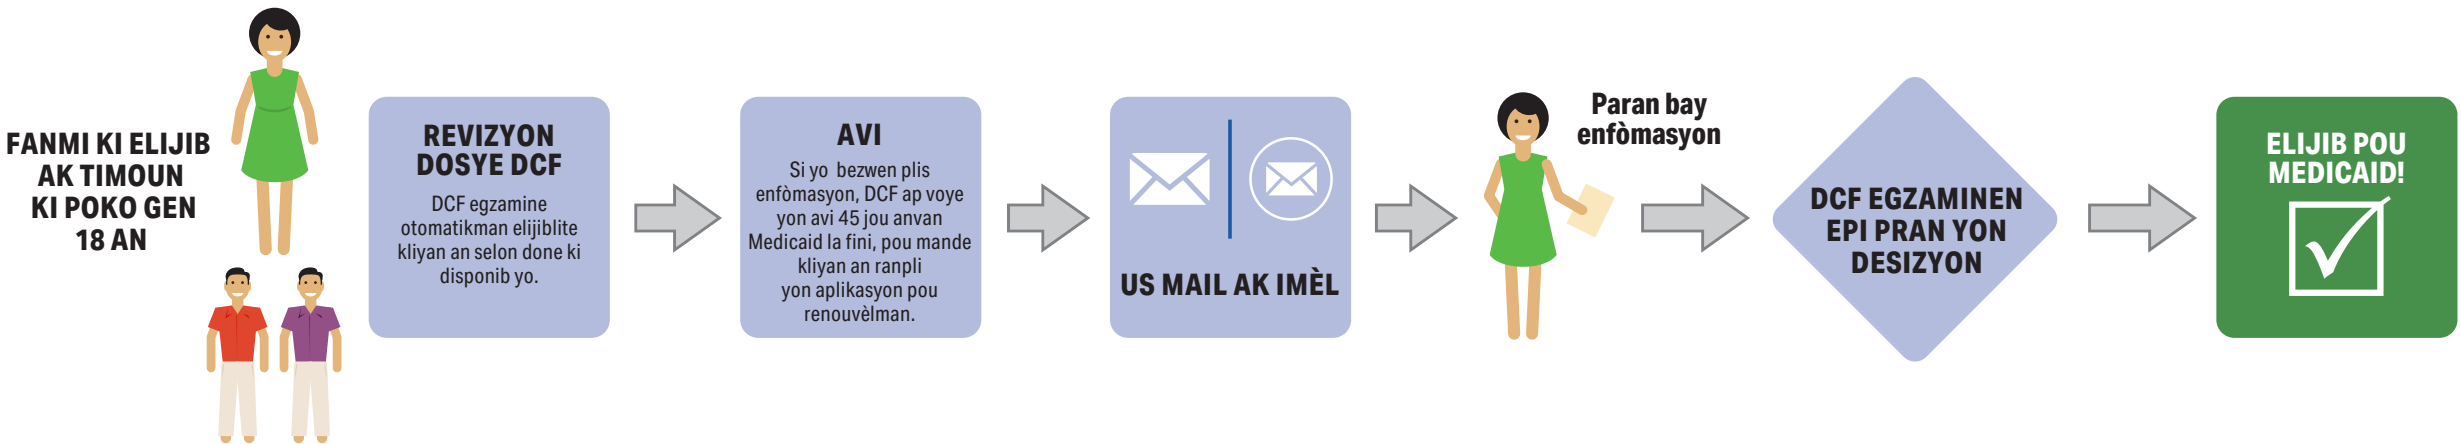 FANMI KI ELIJIB
AK TIMOUN
KI POKO GEN
18 AN
REVIZYON
DOSYE DCF
DCF egzamine
otomatikman elijiblite
kliyan an selon done ki
disponib yo.
AVI
Si yo bezwen plis
enfòmasyon, DCF ap voye
yon avi 45 jou anvan
Medicaid la fini, pou mande
kliyan an ranpli
yon aplikasyon pou
renouvèlman.
US MAIL AK IMÈL
Paran bay
enfòmasyon
DCF EGZAMINEN
EPI PRAN YON
DESIZYON
ELIJIB POU
MEDICAID!